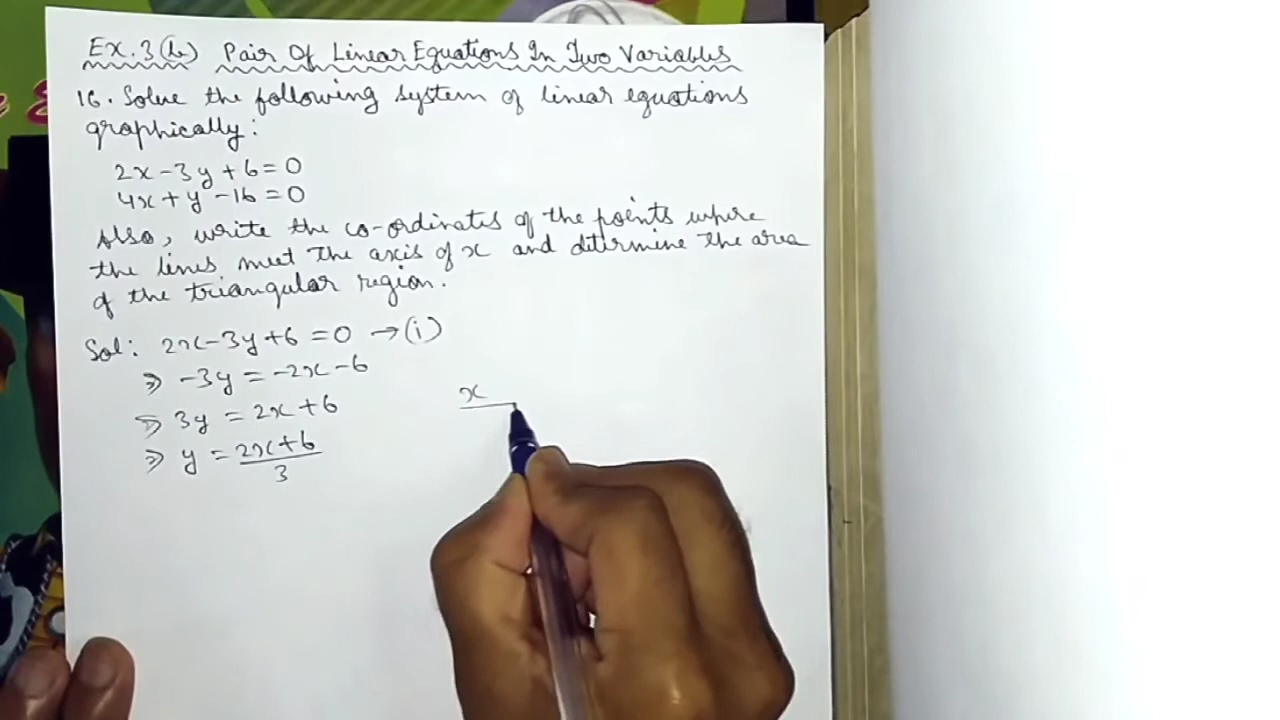 Ex. 3(b) Pair Of Linear Equations In Two Variables
16. Solve the following system of linear equations
graphically:
2x - 3y + 6 = 0
4x + y - 16 = 0
Also, write the co-ordinates of the points where
the lines meet the axis of x and ditirmine the area
of the triangular region.
Sol: 2x - 3y + 6 = 0 → (i)
⇒ -3y = -2x - 6
⇒ 3y = 2x + 6
⇒ y = 2x + 6 / 3
x